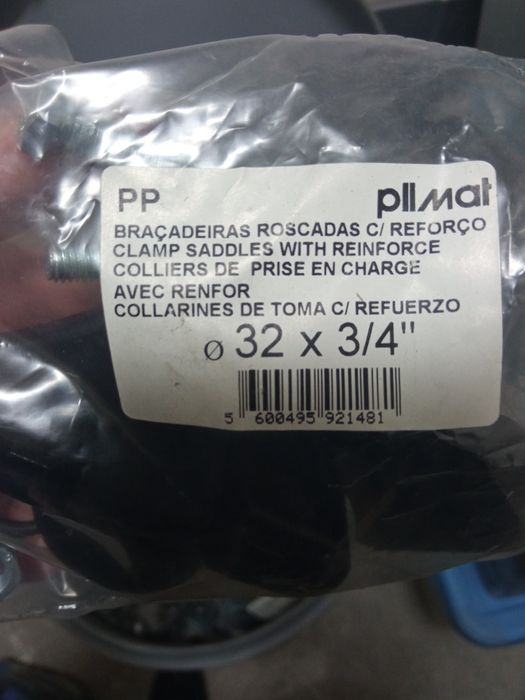 PP
plimat
BRAÇADEIRAS ROSCADAS C/ REFORÇO
CLAMP SADDLES WITH REINFORCE
COLLIERS DE PRISE EN CHARGE
AVEC RENFOR
COLLARINES DE TOMA C/ REFUERZO
Ø 32 x 3/4"
5 600495 921481